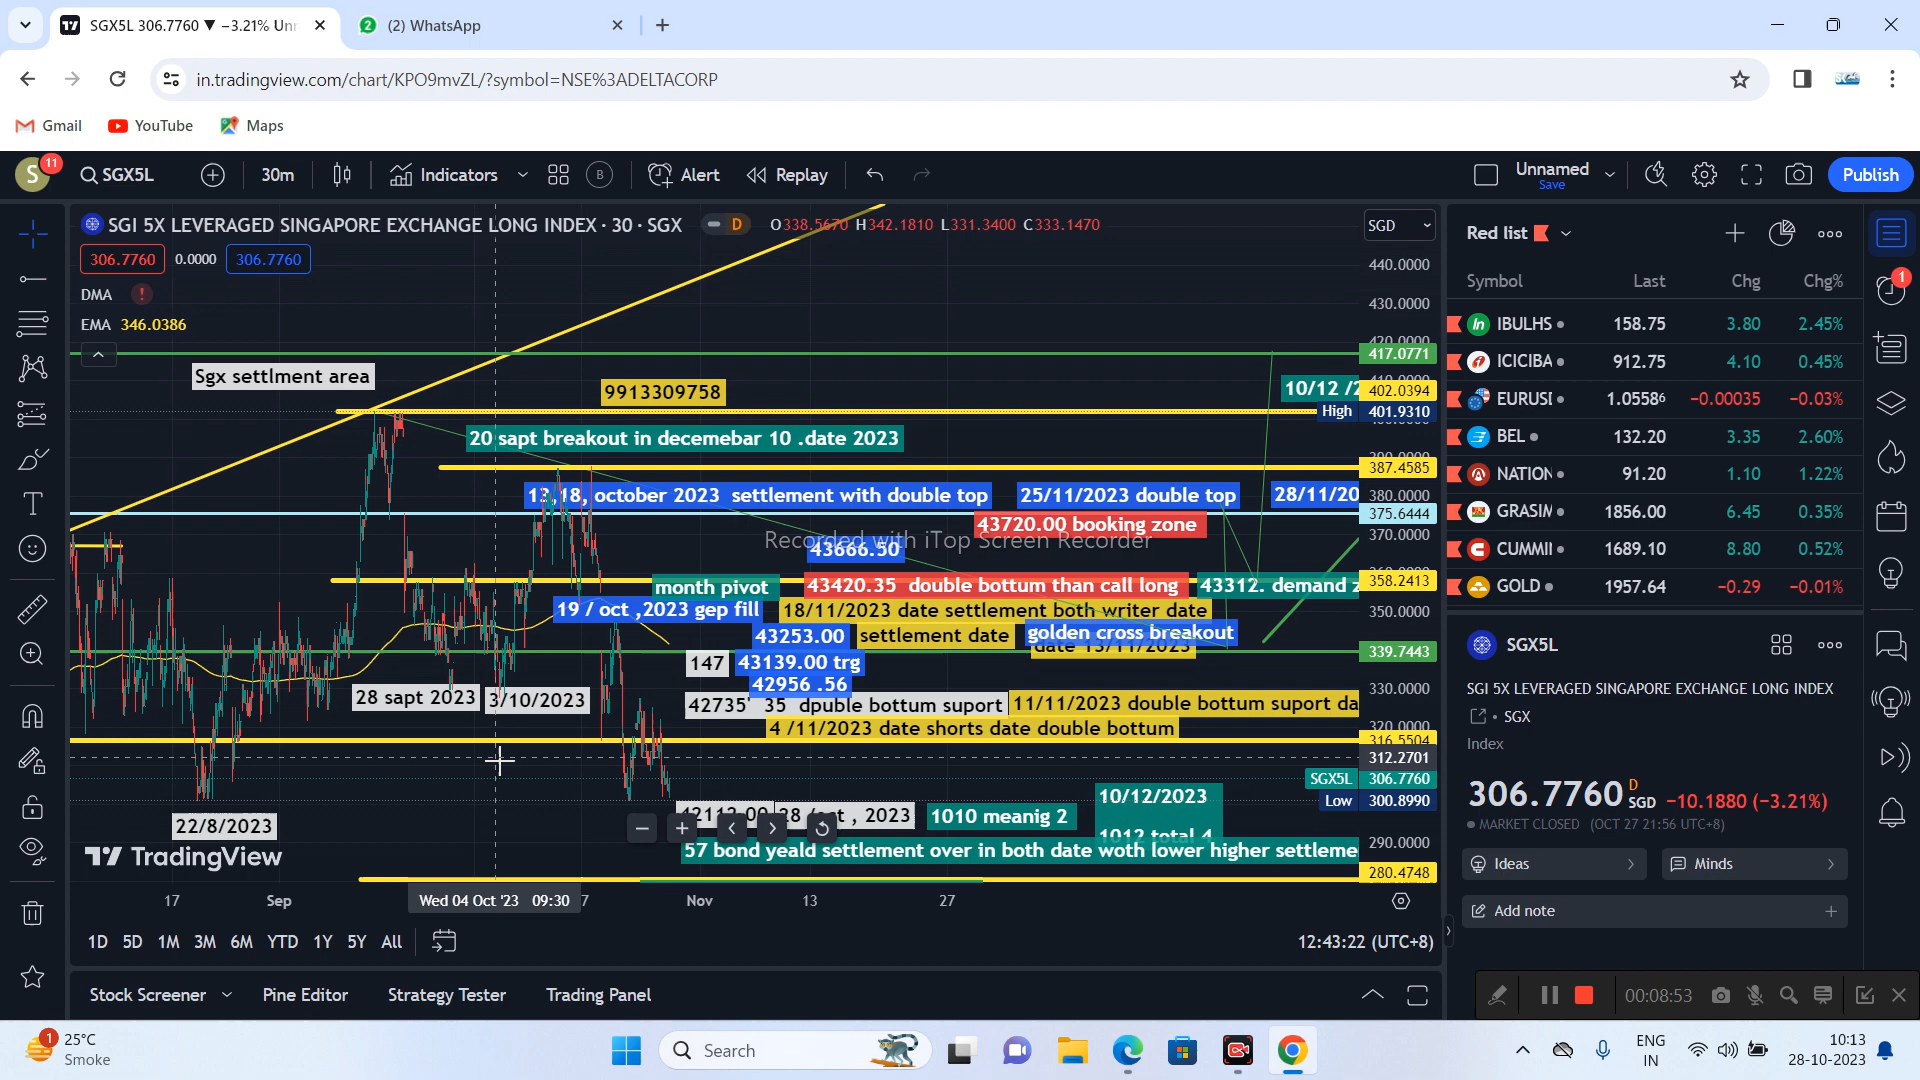 SGX5L 306.7760 ▼ −3.21% Un
(2) WhatsApp
in.tradingview.com/chart/KPO9mvZL/?symbol=NSE%3ADELTACORP
Gmail YouTube Maps
S 11 SGX5L 30m Indicators B Alert Replay Unnamed Save Publish
SGI 5X LEVERAGED SINGAPORE EXCHANGE LONG INDEX · 30 · SGX D O338.5670 H342.1810 L331.3400 C333.1470 SGD
306.7760 0.0000 306.7760
DMA
EMA 346.0386
440.0000
430.0000
417.0771
Sgx settlment area
9913309758
10/12 /2
402.0394
High 401.9310
20 sapt breakout in decemebar 10 .date 2023
387.4585
13,18, october 2023 settlement with double top
25/11/2023 double top
28/11/20
380.0000
375.6444
43720.00 booking zone
370.0000
Recorded with iTop Screen Recorder
43666.50
month pivot
43420.35 double bottum than call long
43312. demand z
358.2413
19 / oct ,2023 gep fill
18/11/2023 date settlement both writer date
350.0000
43253.00
settlement date
golden cross breakout
date 13/11/2023
339.7443
147
43139.00 trg
42956 .56
330.0000
28 sapt 2023
3/10/2023
42735' 35 dpuble bottum suport
11/11/2023 double bottum suport da
320.0000
4 /11/2023 date shorts date double bottum
316.5504
312.2701
SGX5L 306.7760
Low 300.8990
22/8/2023
1010 meanig 2
10/12/2023
1012 total 4
57 bond yeald settlement over in both date woth lower higher settleme
290.0000
280.4748
TradingView
17 Sep Wed 04 Oct '23 09:30 Nov 13 27
1D 5D 1M 3M 6M YTD 1Y 5Y All
12:43:22 (UTC+8)
Stock Screener Pine Editor Strategy Tester Trading Panel
Red list
Symbol Last Chg Chg%
IBULHS 158.75 3.80 2.45%
ICICIBA 912.75 4.10 0.45%
EURUS 1.0558⁶ −0.00035 −0.03%
BEL 132.20 3.35 2.60%
NATION 91.20 1.10 1.22%
GRASIM 1856.00 6.45 0.35%
CUMMI 1689.10 8.80 0.52%
GOLD 1957.64 −0.29 −0.01%
SGX5L
SGI 5X LEVERAGED SINGAPORE EXCHANGE LONG INDEX
SGX
Index
306.7760 D SGD −10.1880 (−3.21%)
MARKET CLOSED (OCT 27 21:56 UTC+8)
Ideas Minds
Add note
00:08:53
25°C
Smoke
Search
ENG
IN
10:13
28-10-2023